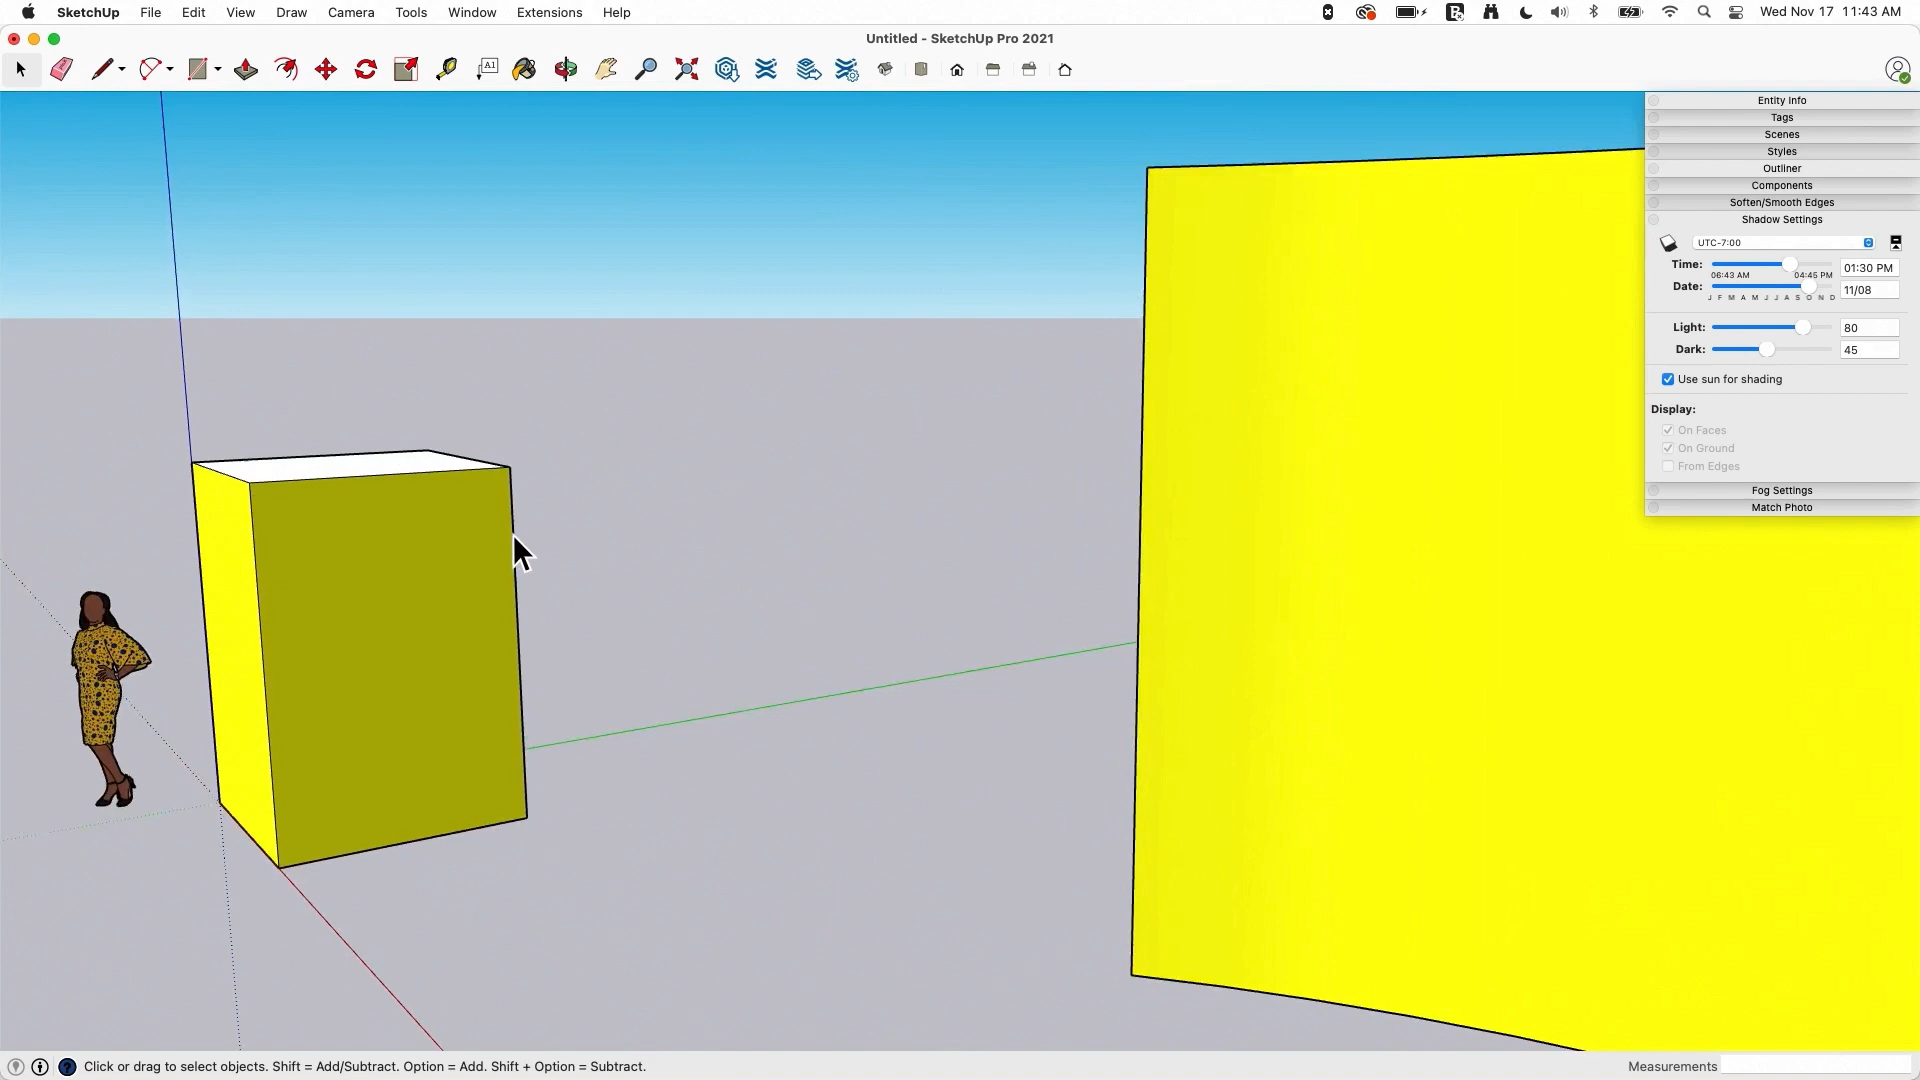 SketchUp File Edit View Draw Camera Tools Window Extensions Help Wed Nov 17 11:43 AM
Untitled - SketchUp Pro 2021
A1
Entity Info
Tags
Scenes
Styles
Outliner
Components
Soften/Smooth Edges
Shadow Settings
UTC-7:00
Time: 01:30 PM
06:43 AM 04:45 PM
Date: 11/08
J F M A M J J A S O N D
Light: 80
Dark: 45
Use sun for shading
Display:
On Faces
On Ground
From Edges
Fog Settings
Match Photo
Click or drag to select objects. Shift = Add/Subtract. Option = Add. Shift + Option = Subtract. Measurements